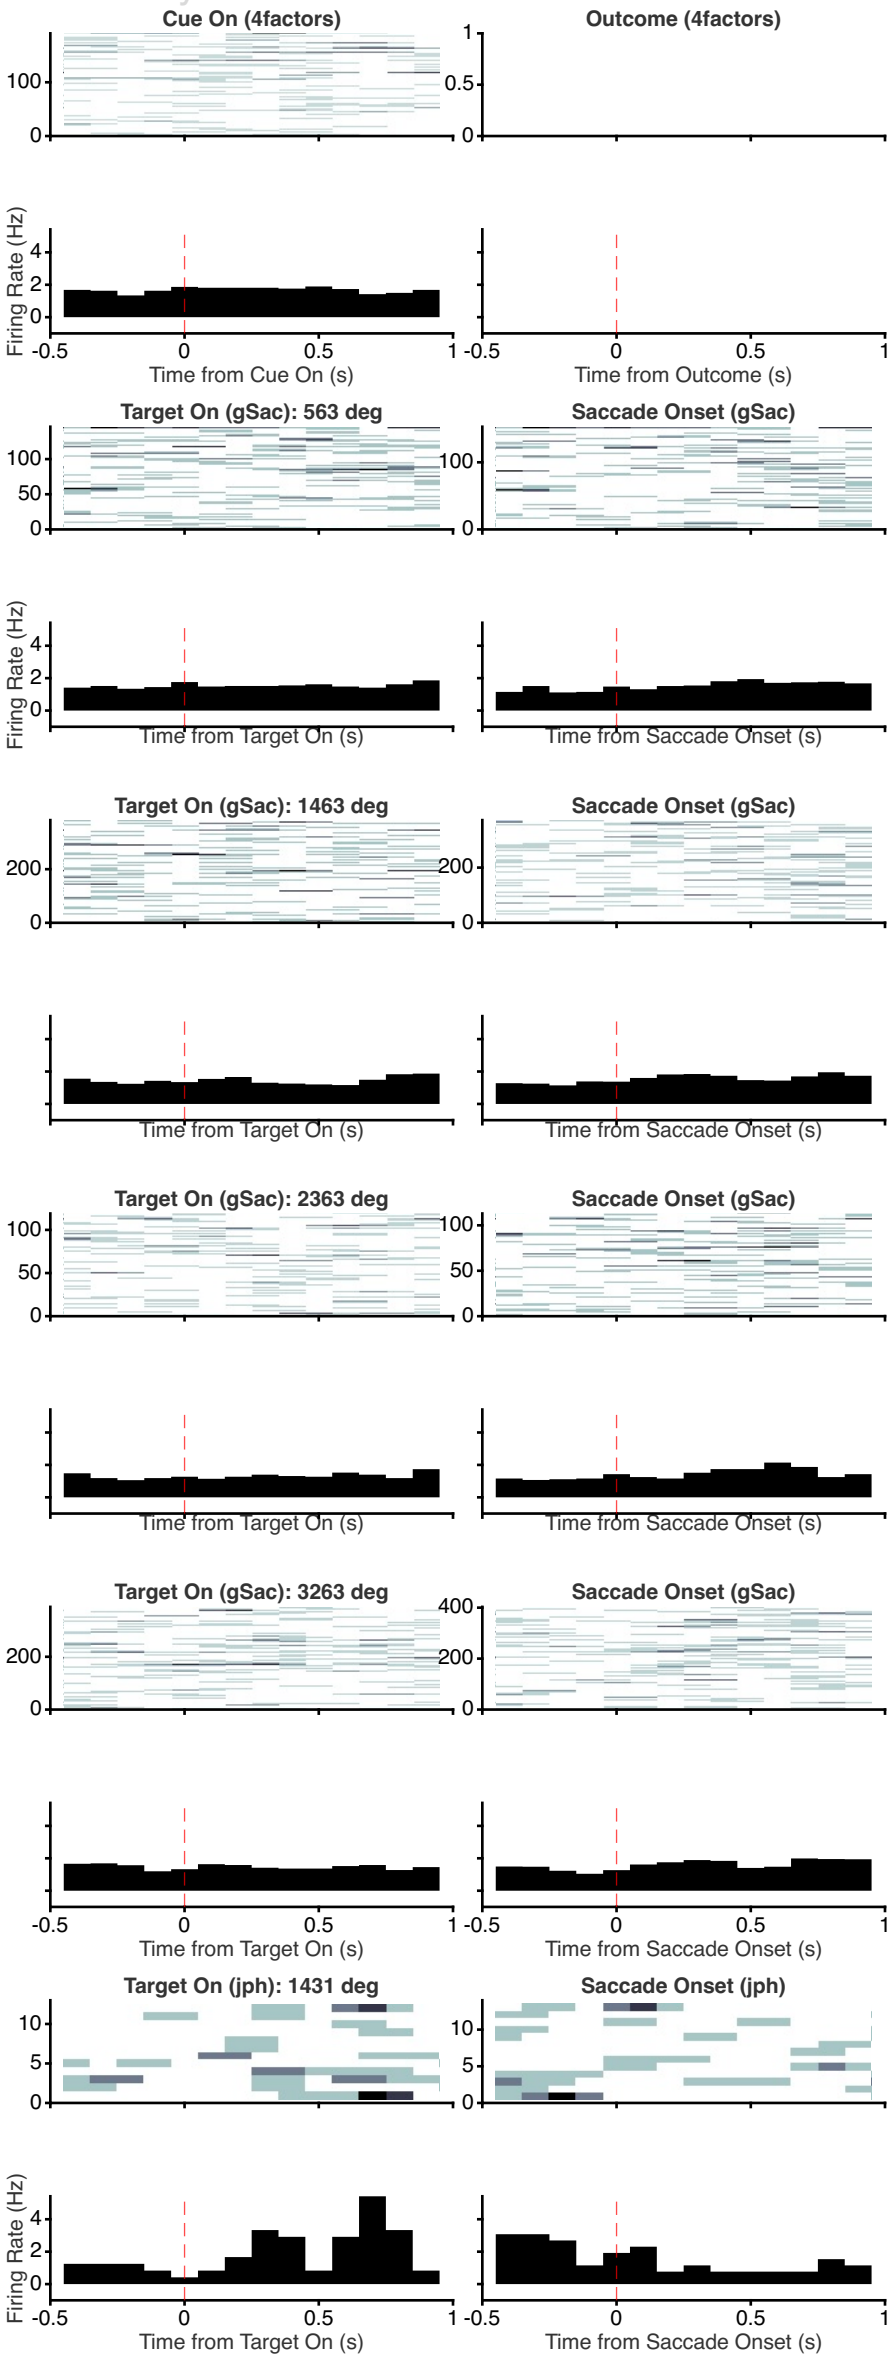 Cue On (4factors) Outcome (4factors)
100
0
1
0.5
0
Firing Rate (Hz)
4
2
0
-0.5 0 0.5 1
Time from Cue On (s)
-0.5 0 0.5 1
Time from Outcome (s)
Target On (gSac): 563 deg Saccade Onset (gSac)
100
50
0
100
0
Firing Rate (Hz)
4
2
0
Time from Target On (s) Time from Saccade Onset (s)
Target On (gSac): 1463 deg Saccade Onset (gSac)
200
0
200
0
Time from Target On (s) Time from Saccade Onset (s)
Target On (gSac): 2363 deg Saccade Onset (gSac)
100
50
0
100
50
0
Time from Target On (s) Time from Saccade Onset (s)
Target On (gSac): 3263 deg Saccade Onset (gSac)
200
0
400
200
0
-0.5 0 0.5 1
Time from Target On (s)
-0.5 0 0.5 1
Time from Saccade Onset (s)
Target On (jph): 1431 deg Saccade Onset (jph)
10
5
0
10
5
0
Firing Rate (Hz)
4
2
0
-0.5 0 0.5 1
Time from Target On (s)
-0.5 0 0.5 1
Time from Saccade Onset (s)